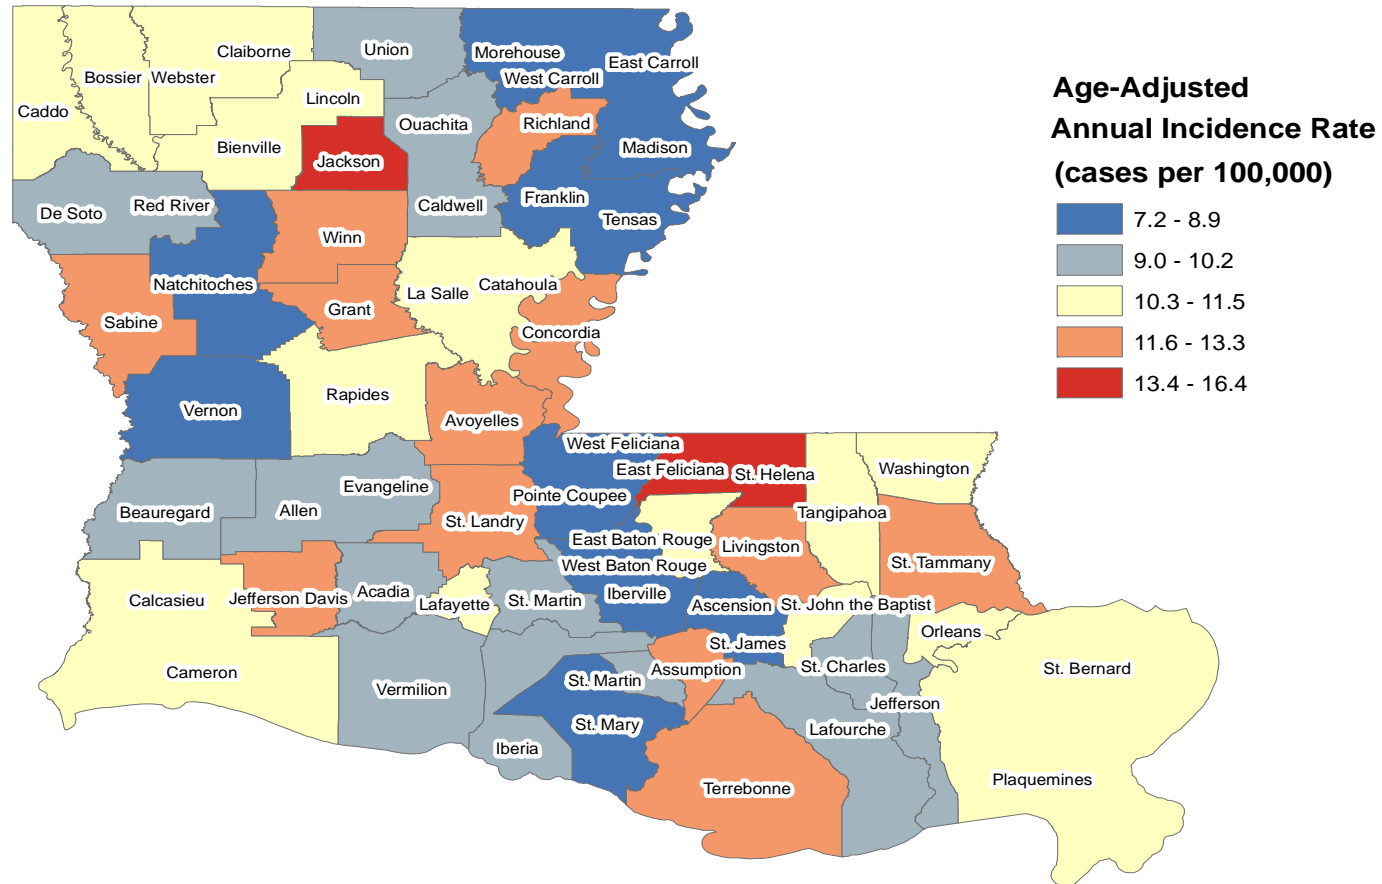 Age-Adjusted
Annual Incidence Rate
(cases per 100,000)
7.2 - 8.9
9.0 - 10.2
10.3 - 11.5
11.6 - 13.3
13.4 - 16.4
Claiborne
Union
Morehouse
East Carroll
Bossier
Webster
West Carroll
Caddo
Lincoln
Ouachita
Richland
Bienville
Jackson
Madison
De Soto
Red River
Caldwell
Franklin
Tensas
Winn
Natchitoches
La Salle
Catahoula
Sabine
Grant
Concordia
Vernon
Rapides
Avoyelles
West Feliciana
East Feliciana
St. Helena
Washington
Evangeline
Pointe Coupee
Beauregard
Allen
St. Landry
Tangipahoa
East Baton Rouge
Livingston
St. Tammany
West Baton Rouge
Calcasieu
Jefferson Davis
Acadia
Lafayette
St. Martin
Iberville
Ascension
St. John the Baptist
Orleans
St. James
Cameron
Vermilion
St. Martin
Assumption
St. Charles
St. Bernard
Jefferson
St. Mary
Lafourche
Iberia
Terrebonne
Plaquemines